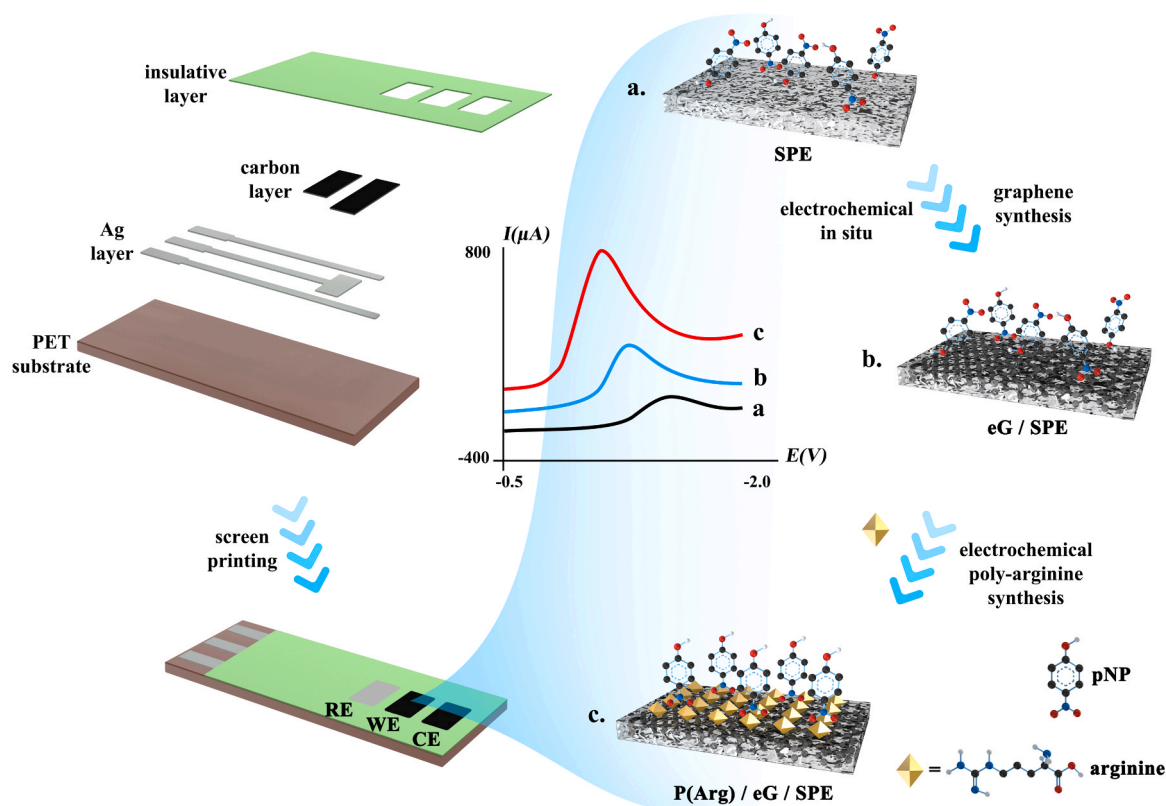 insulative
layer
carbon
layer
Ag
layer
PET
substrate
screen
printing
RE
WE
CE
I(µA)
800
-400
-0.5
-2.0
E(V)
c
b
a
a.
SPE
electrochemical
in situ
graphene
synthesis
b.
eG / SPE
electrochemical
poly-arginine
synthesis
c.
P(Arg) / eG / SPE
pNP
= arginine